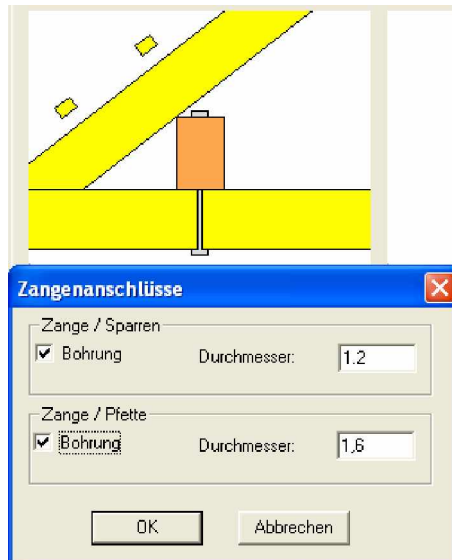 Zangenanschlüsse
Zange / Sparren
Bohrung Durchmesser: 1.2
Zange / Pfette
Bohrung Durchmesser: 1,6
OK Abbrechen